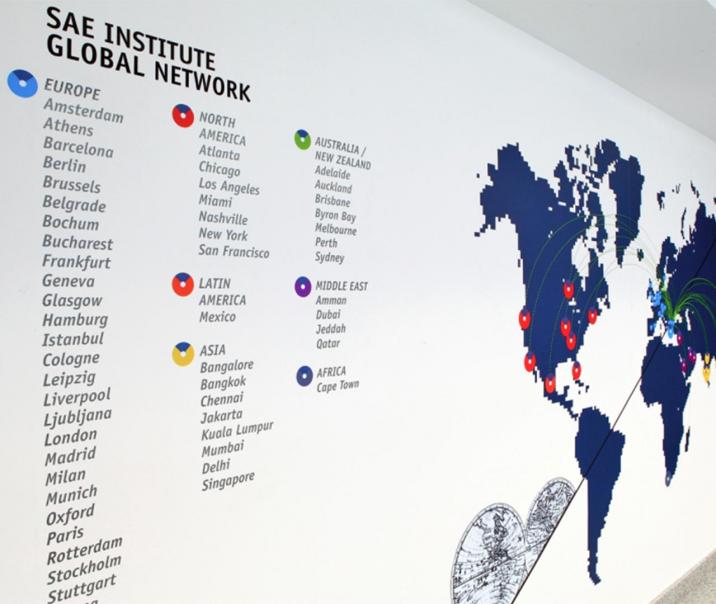 SAE INSTITUTE
GLOBAL NETWORK
EUROPE
Amsterdam
Athens
Barcelona
Berlin
Brussels
Belgrade
Bochum
Bucharest
Frankfurt
Geneva
Glasgow
Hamburg
Istanbul
Cologne
Leipzig
Liverpool
Ljubljana
London
Madrid
Milan
Munich
Oxford
Paris
Rotterdam
Stockholm
Stuttgart
NORTH
AMERICA
Atlanta
Chicago
Los Angeles
Miami
Nashville
New York
San Francisco
LATIN
AMERICA
Mexico
ASIA
Bangalore
Bangkok
Chennai
Jakarta
Kuala Lumpur
Mumbai
Delhi
Singapore
AUSTRALIA /
NEW ZEALAND
Adelaide
Auckland
Brisbane
Byron Bay
Melbourne
Perth
Sydney
MIDDLE EAST
Amman
Dubai
Jeddah
Qatar
AFRICA
Cape Town